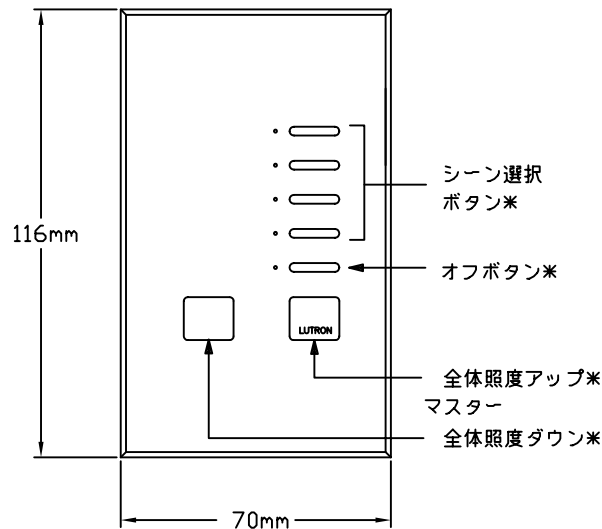 シーン選択
ボタン*
116mm
オフボタン*
LUTRON
全体照度アップ*
マスター
全体照度ダウン*
70mm